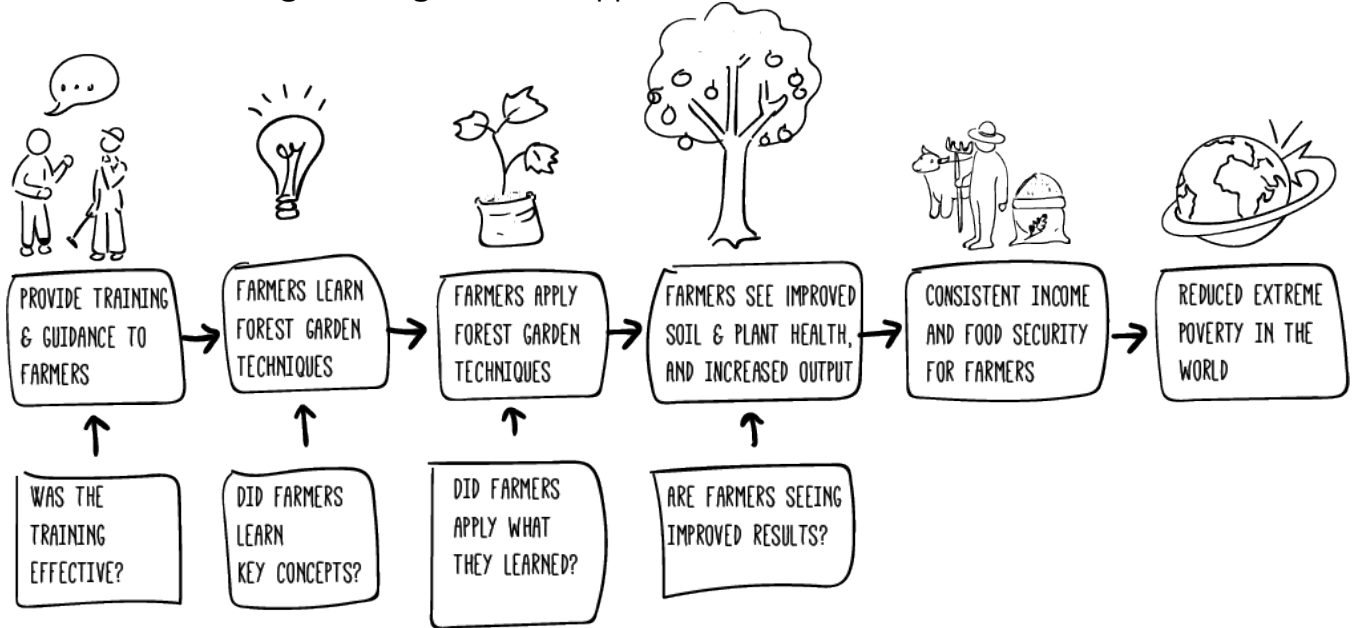 PROVIDE TRAINING
& GUIDANCE TO
FARMERS
FARMERS LEARN
FOREST GARDEN
TECHNIQUES
FARMERS APPLY
FOREST GARDEN
TECHNIQUES
FARMERS SEE IMPROVED
SOIL & PLANT HEALTH,
AND INCREASED OUTPUT
CONSISTENT INCOME
AND FOOD SECURITY
FOR FARMERS
REDUCED EXTREME
POVERTY IN THE
WORLD
WAS THE
TRAINING
EFFECTIVE?
DID FARMERS
LEARN
KEY CONCEPTS?
DID FARMERS
APPLY WHAT
THEY LEARNED?
ARE FARMERS SEEING
IMPROVED RESULTS?